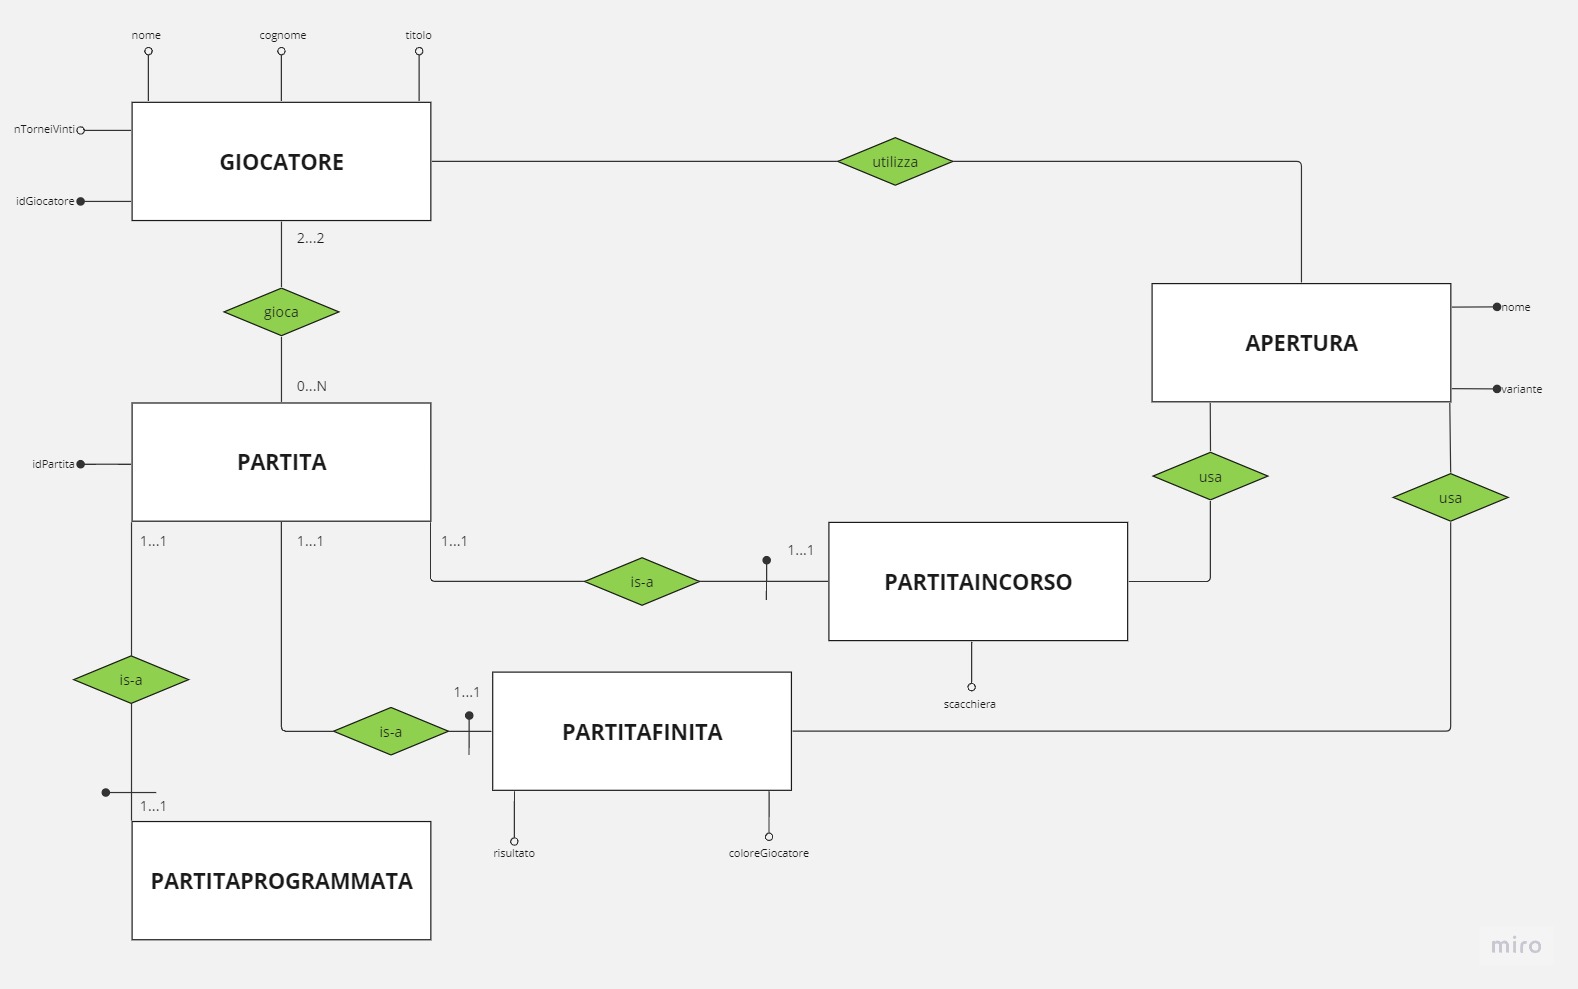 nome
cognome
titolo
nTorneiVinti
GIOCATORE
utilizza
idGiocatore
2...2
gioca
nome
APERTURA
0...N
variante
idPartita
PARTITA
usa
usa
1...1
1...1
1...1
1...1
is-a
PARTITAINCORSO
is-a
1...1
scacchiera
is-a
PARTITAFINITA
1...1
risultato
coloreGiocatore
PARTITAPROGRAMMATA
miro